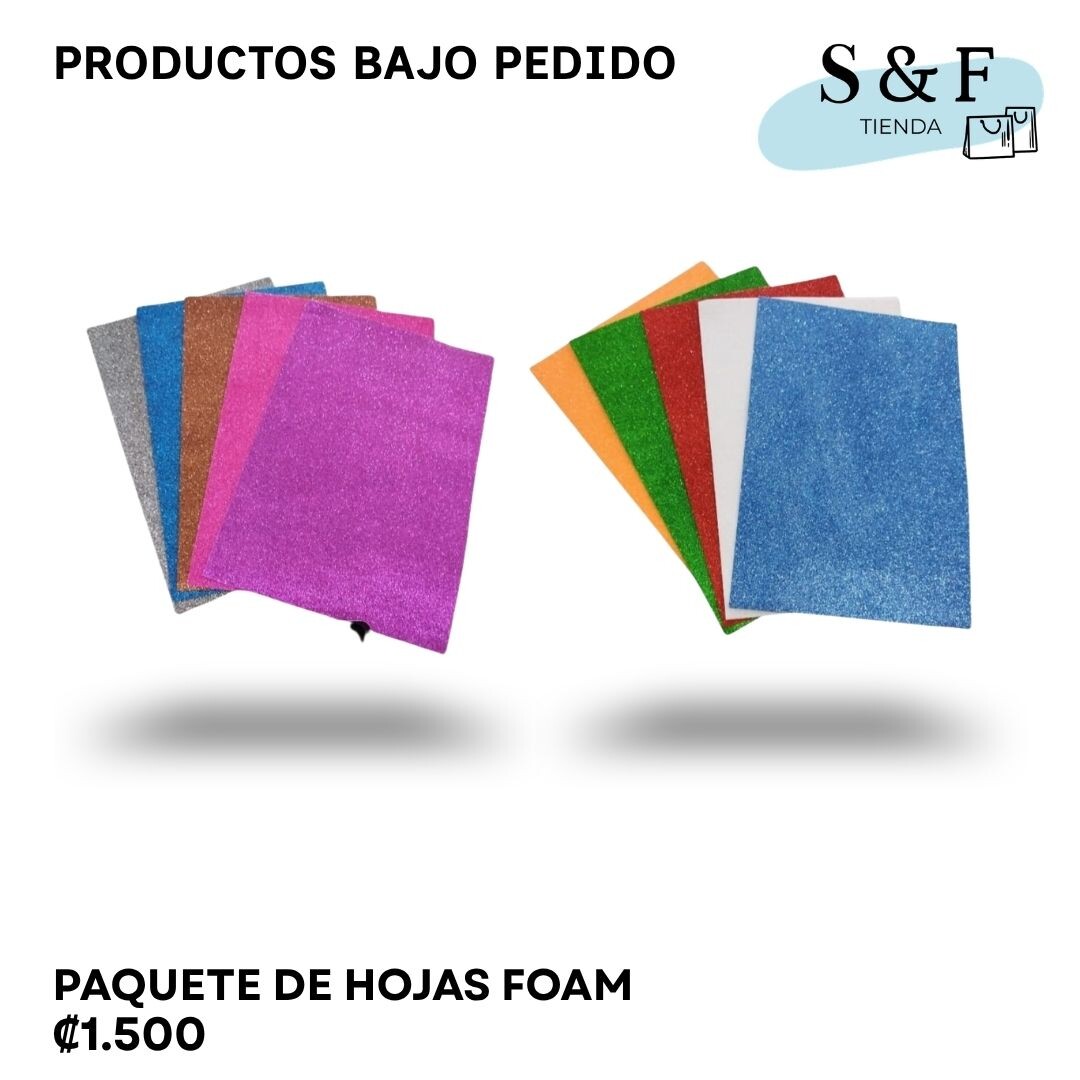 PRODUCTOS BAJO PEDIDO
S & F
TIENDA
PAQUETE DE HOJAS FOAM
₡1.500